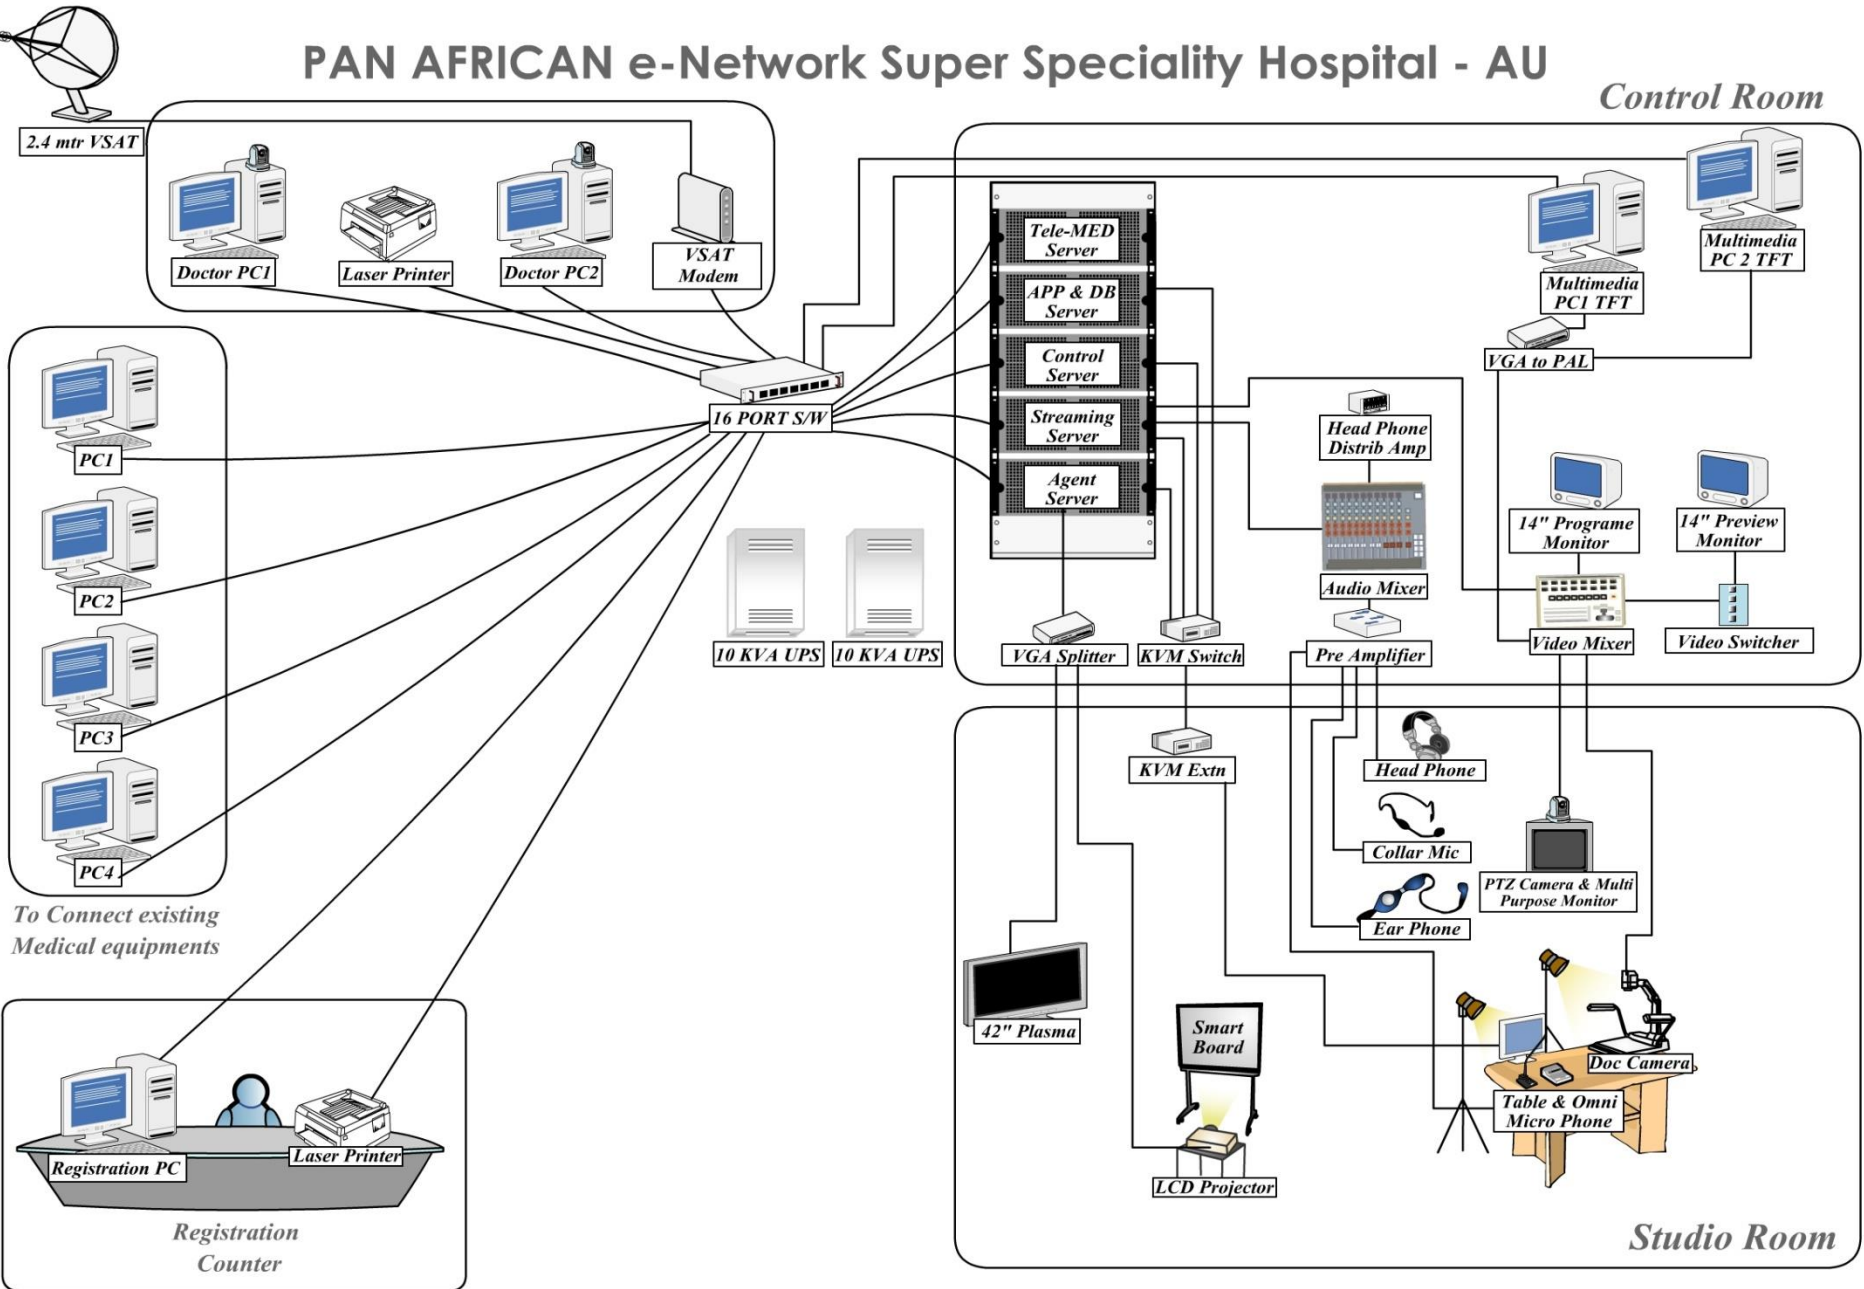 PAN AFRICAN e-Network Super Speciality Hospital - AU
Control Room
2.4 mtr VSAT
Doctor PC1
Laser Printer
Doctor PC2
VSAT
Modem
16 PORT S/W
PC1
PC2
PC3
PC4
To Connect existing
Medical equipments
10 KVA UPS
10 KVA UPS
Registration PC
Laser Printer
Registration
Counter
Tele-MED
Server
APP & DB
Server
Control
Server
Streaming
Server
Agent
Server
Multimedia
PC1 TFT
Multimedia
PC 2 TFT
VGA to PAL
Head Phone
Distrib Amp
Audio Mixer
14" Programe
Monitor
14" Preview
Monitor
VGA Splitter
KVM Switch
Pre Amplifier
Video Mixer
Video Switcher
KVM Extn
Head Phone
Collar Mic
Ear Phone
PTZ Camera & Multi
Purpose Monitor
42" Plasma
Smart
Board
LCD Projector
Doc Camera
Table & Omni
Micro Phone
Studio Room